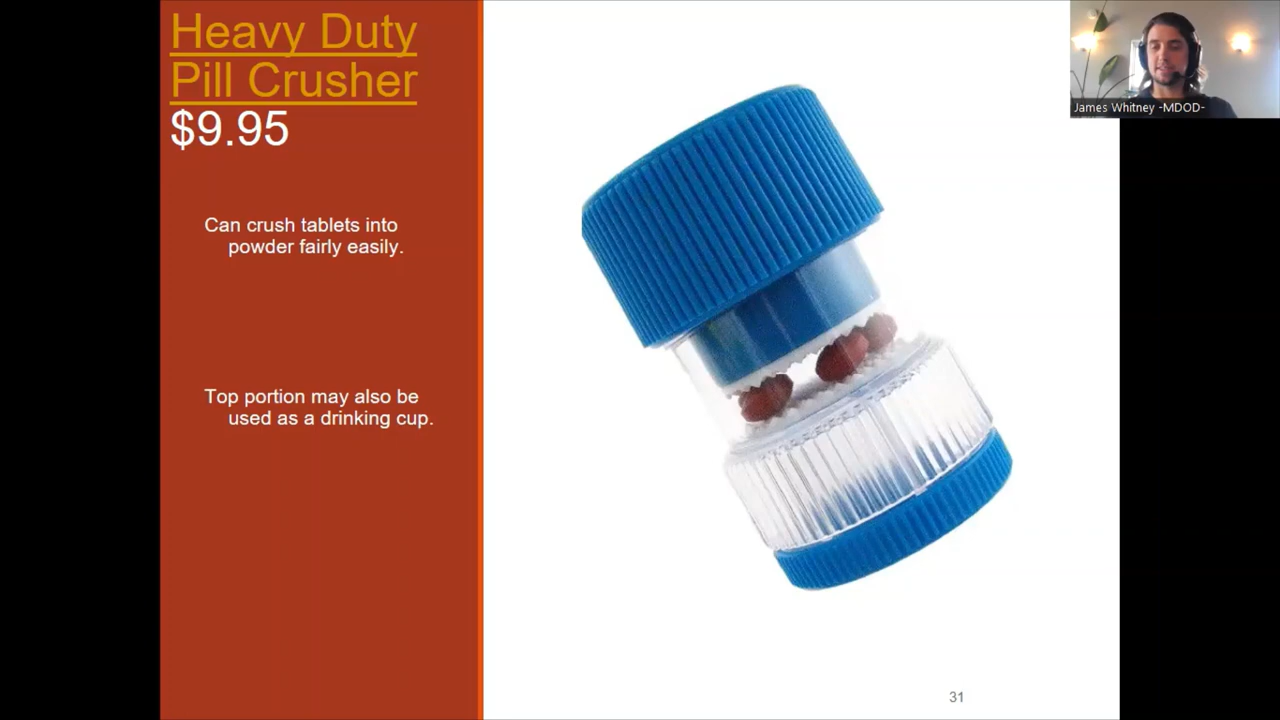 Heavy Duty
Pill Crusher
$9.95
Can crush tablets into
powder fairly easily.
Top portion may also be
used as a drinking cup.
James Whitney -MDOD-
31